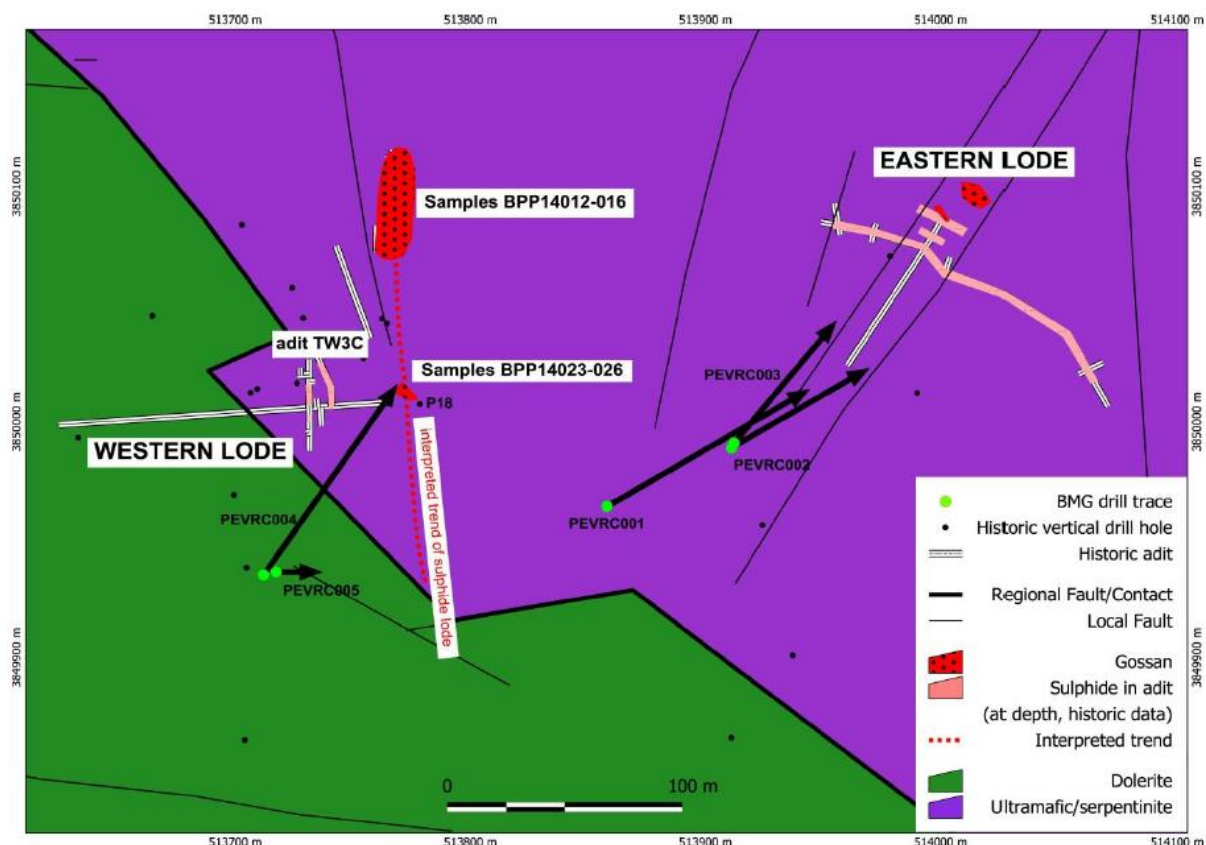 513700 m
513800 m
513900 m
514000 m
514100 m
3850100 m
3850100 m
EASTERN LODE
Samples BPP14012-016
adit TW3C
Samples BPP14023-026
PEVRC003
P18
3850000 m
3850000 m
WESTERN LODE
interpreted trend of sulphide lode
PEVRC002
PEVRC004
PEVRC001
PEVRC005
BMG drill trace
Historic vertical drill hole
Historic adit
Regional Fault/Contact
Local Fault
Gossan
Sulphide in adit
(at depth, historic data)
Interpreted trend
Dolerite
Ultramafic/serpentinite
3849900 m
3849900 m
0
100 m
513700 m
513800 m
513900 m
514000 m
514100 m